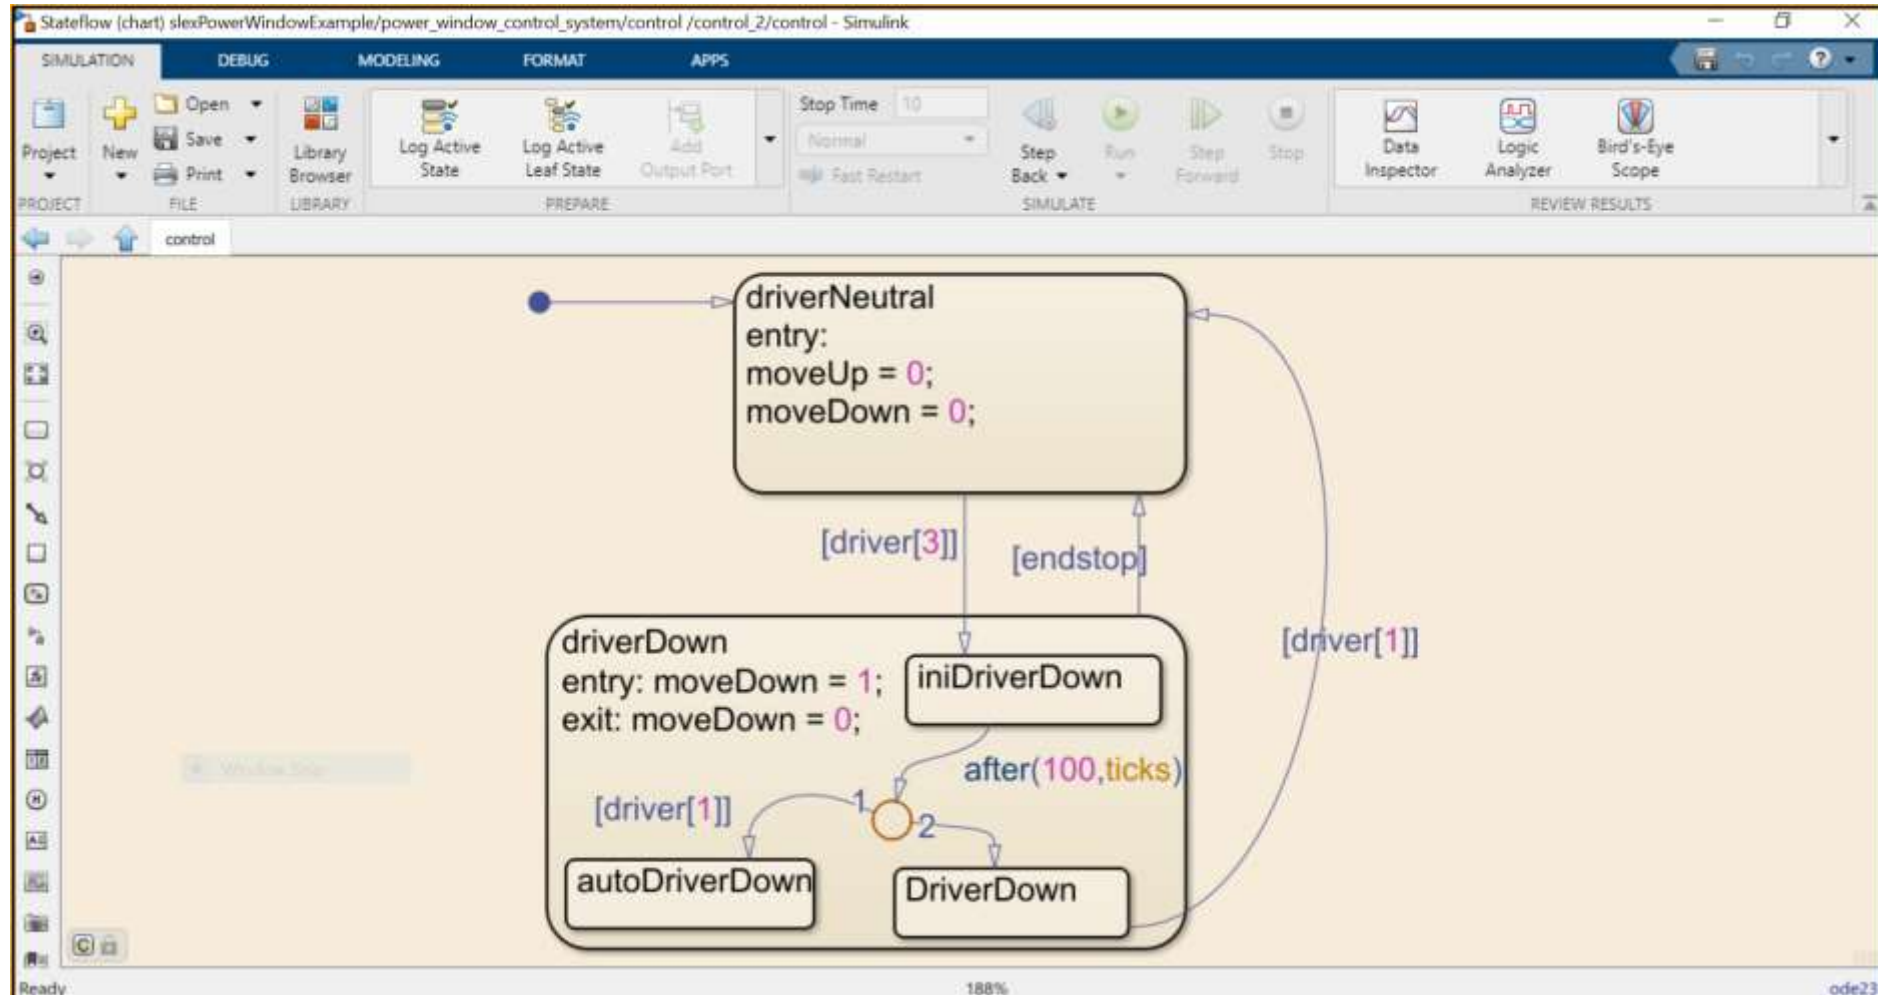 Stateflow (chart) slexPowerWindowExample/power_window_control_system/control /control_2/control - Simulink
SIMULATION DEBUG MODELING FORMAT APPS
Project
New
Open
Save
Print
Library
Browser
Log Active
State
Log Active
Leaf State
Add
Output Port
Stop Time 10
Normal
Fast Restart
Step
Back
Run
Step
Forward
Stop
Data
Inspector
Logic
Analyzer
Bird's-Eye
Scope
PROJECT FILE LIBRARY PREPARE SIMULATE REVIEW RESULTS
control
driverNeutral
entry:
moveUp = 0;
moveDown = 0;
[driver[3]]
[endstop]
[driver[1]]
driverDown
entry: moveDown = 1;
exit: moveDown = 0;
iniDriverDown
after(100,ticks)
[driver[1]]
1
2
autoDriverDown
DriverDown
Ready 188% ode23